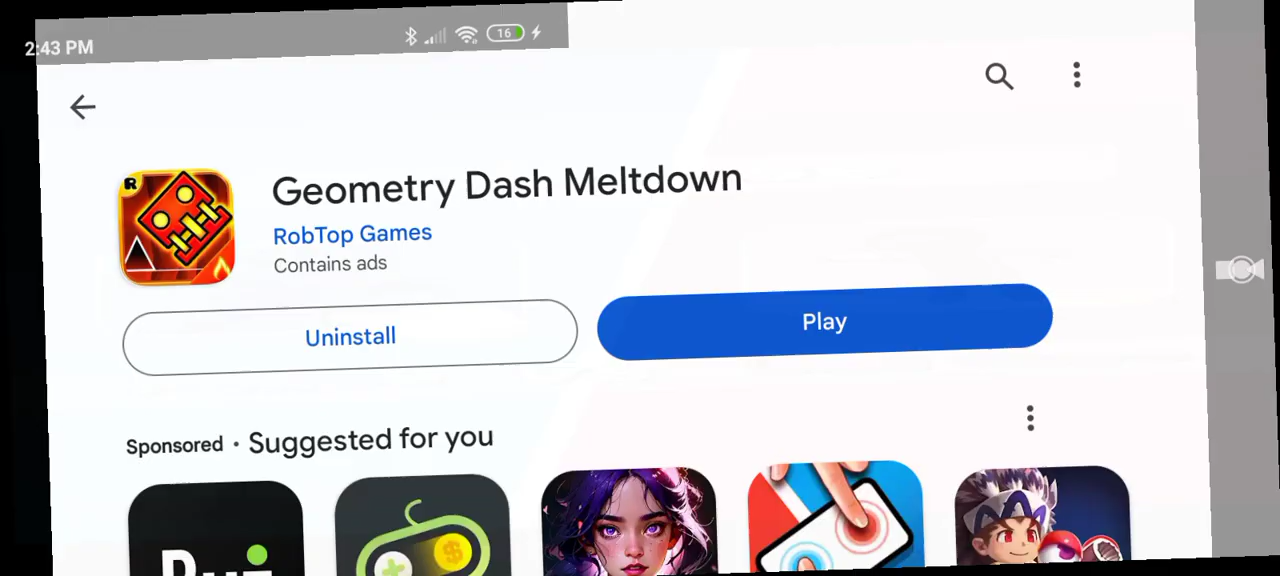 2:43 PM
16
Geometry Dash Meltdown
RobTop Games
Contains ads
Uninstall
Play
Sponsored · Suggested for you